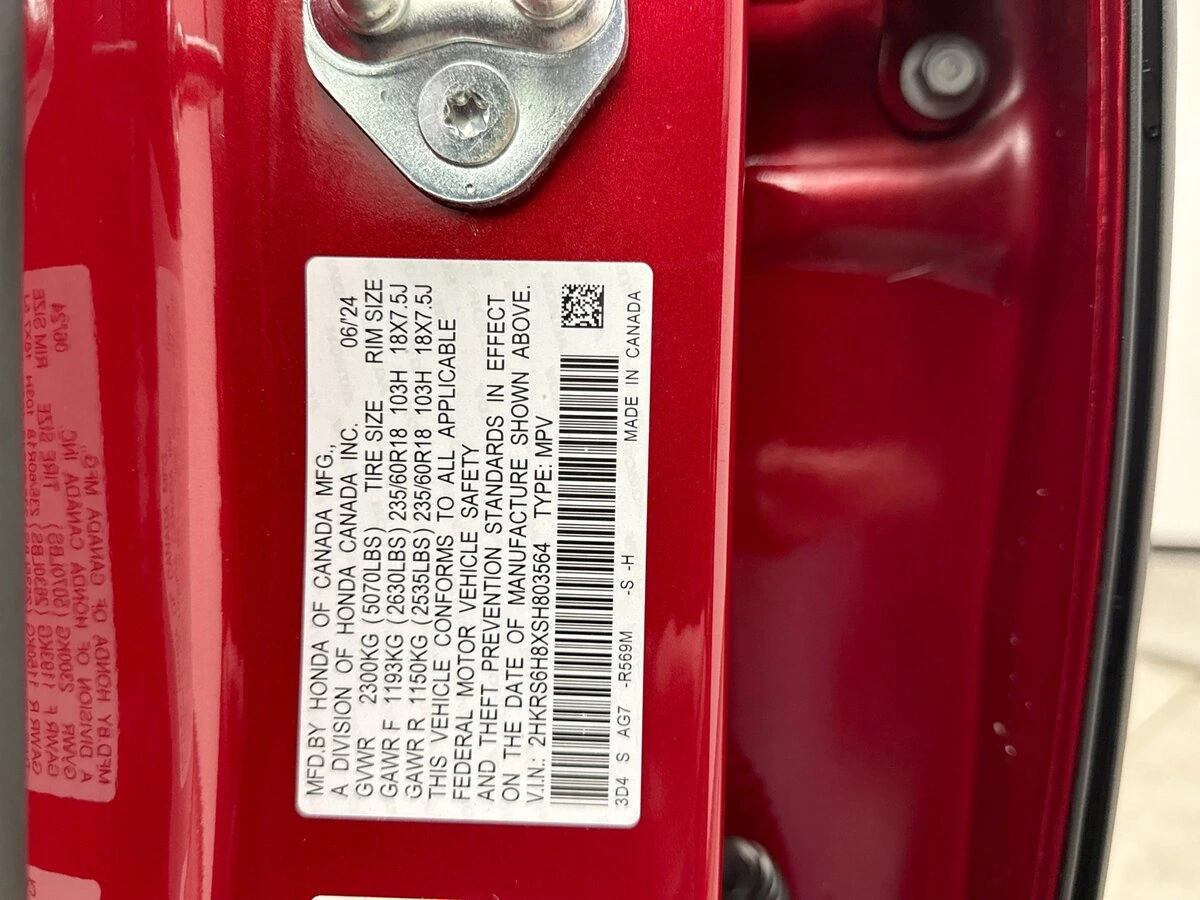 MFD.BY HONDA OF CANADA MFG.,
A DIVISION OF HONDA CANADA INC. 06/'24
GVWR 2300KG (5070LBS) TIRE SIZE RIM SIZE
GAWR F 1193KG (2630LBS) 235/60R18 103H 18X7.5J
GAWR R 1150KG (2535LBS) 235/60R18 103H 18X7.5J
THIS VEHICLE CONFORMS TO ALL APPLICABLE
FEDERAL MOTOR VEHICLE SAFETY
AND THEFT PREVENTION STANDARDS IN EFFECT
ON THE DATE OF MANUFACTURE SHOWN ABOVE.
V.I.N.: 2HKRS6H8XSH803564 TYPE: MPV
3D4 S AG7 -R569M -S -H MADE IN CANADA